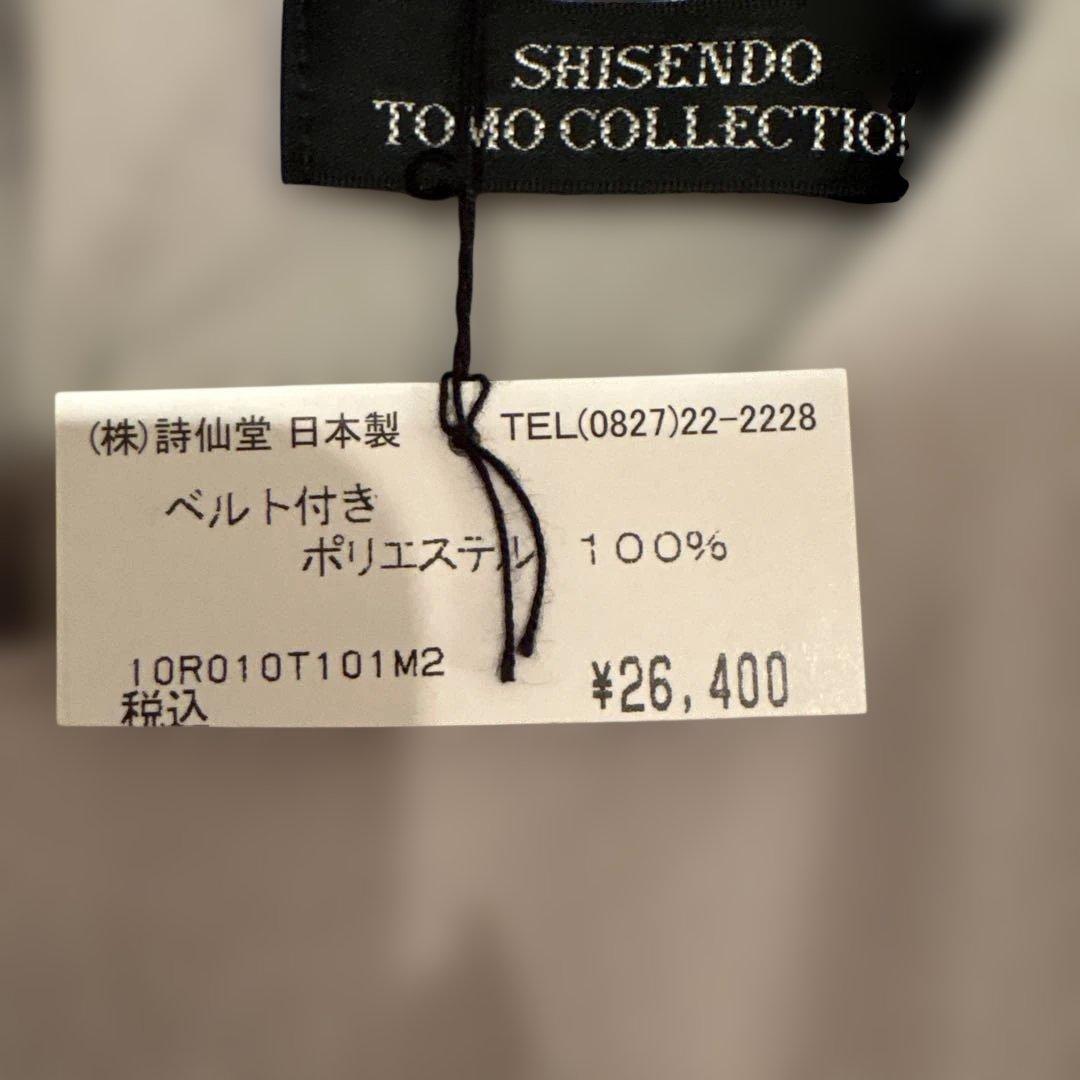 SHISENDO
TOMO COLLECTION
(株)詩仙堂 日本製 TEL(0827)22-2228
ベルト付き
ポリエステル 100%
10R010T101M2
税込 ¥26,400